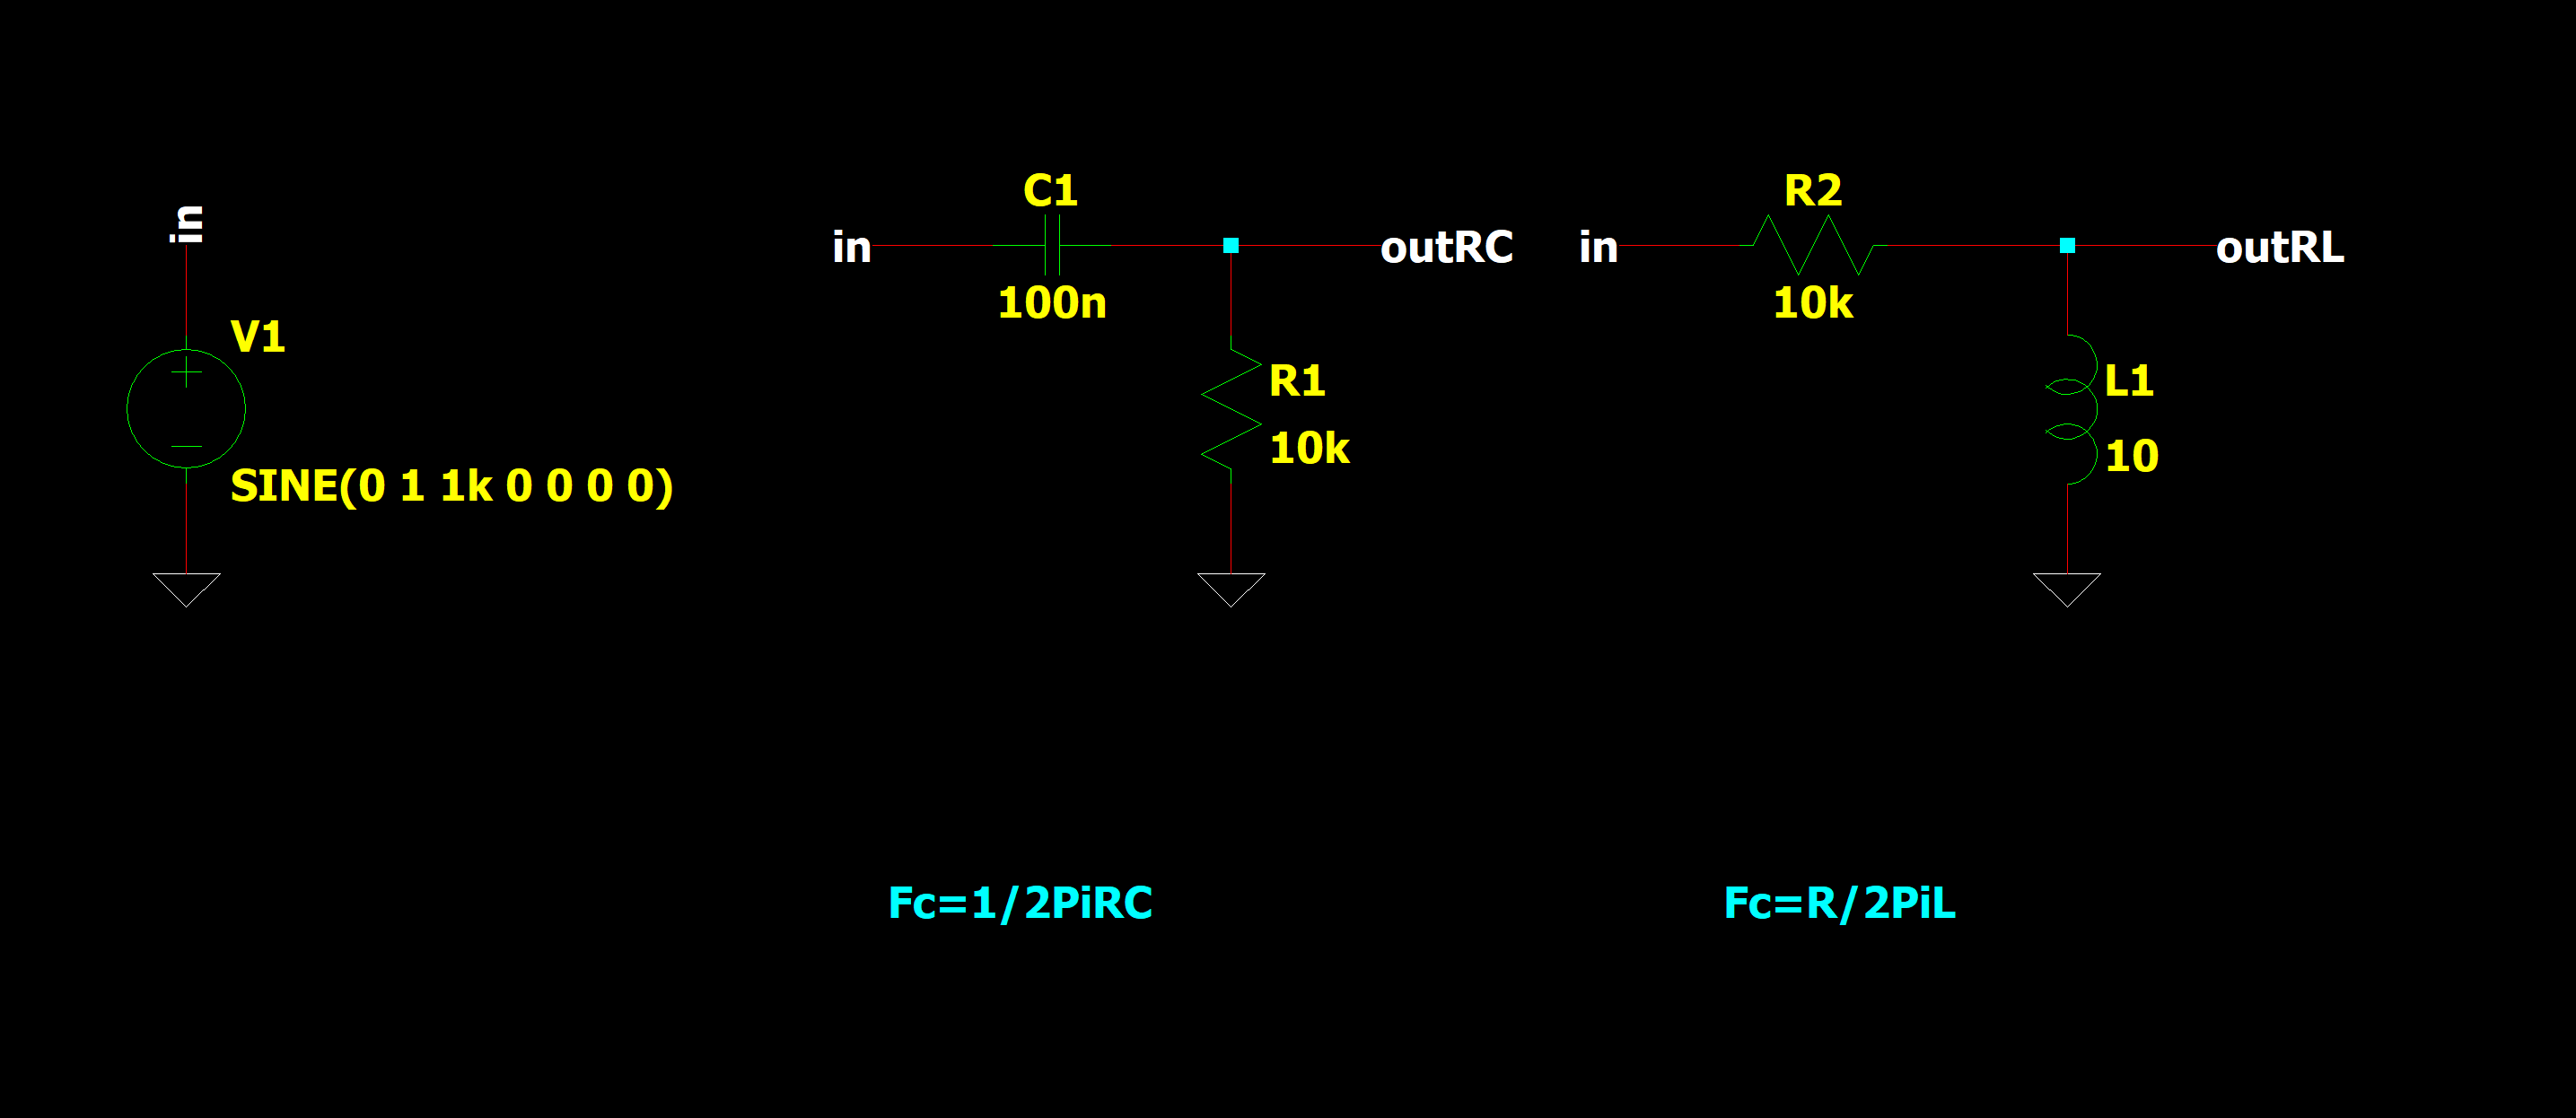 in
V1
SINE(0 1 1k 0 0 0 0)
C1
in
outRC
100n
R1
10k
R2
in
outRL
10k
L1
10
Fc=1/2PiRC
Fc=R/2PiL